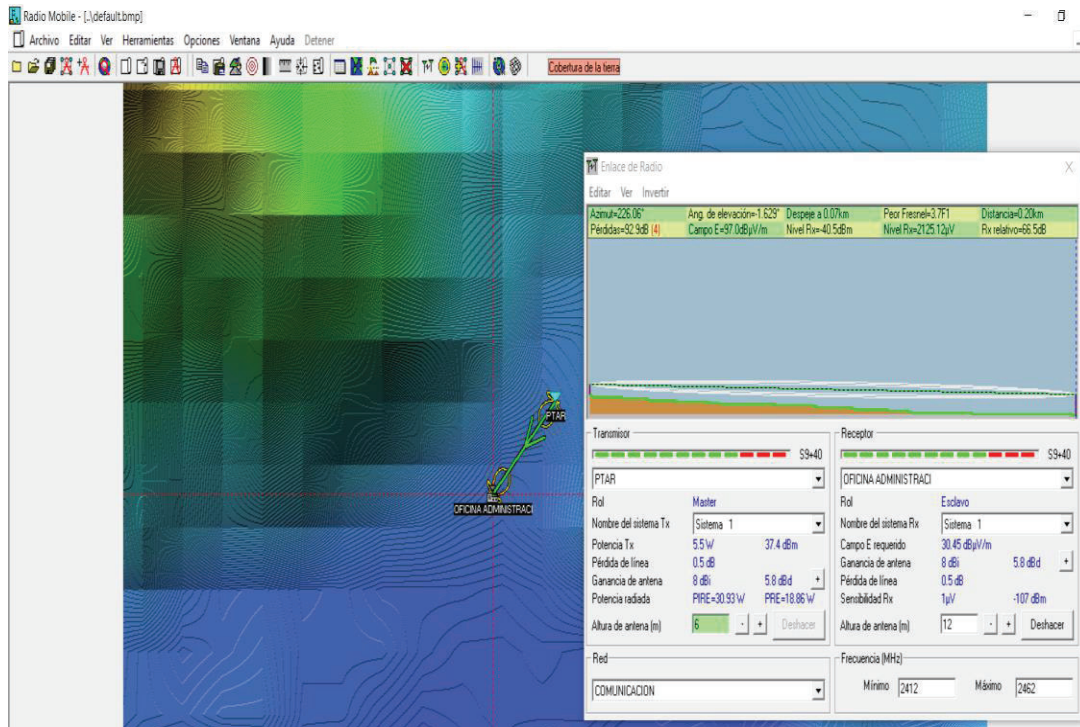 Radio Mobile - [..\default.bmp]
Archivo Editar Ver Herramientas Opciones Ventana Ayuda Detener
Cobertura de la tierra
Enlace de Radio
Editar Ver Invertir
Azimut=226.06° Ang. de elevación=-1.629° Despeje a 0.07km Peor Fresnel=3.7F1 Distancia=0.20km
Pérdidas=92.9dB (4) Campo E=97.0dBµV/m Nivel Rx=-40.5dBm Nivel Rx=2125.12µV Rx relativo=66.5dB
PTAR
OFICINA ADMINISTRACI
Transmisor
S9+40
PTAR
Rol Master
Nombre del sistema Tx Sistema 1
Potencia Tx 5.5 W 37.4 dBm
Pérdida de línea 0.5 dB
Ganancia de antena 8 dBi 5.8 dBd +
Potencia radiada PIRE=30.93 W PRE=18.86 W
Altura de antena (m) 6 - + Deshacer
Red
COMUNICACION
Receptor
S9+40
OFICINA ADMINISTRACI
Rol Esclavo
Nombre del sistema Rx Sistema 1
Campo E requerido 30.45 dBµV/m
Ganancia de antena 8 dBi 5.8 dBd +
Pérdida de línea 0.5 dB
Sensibilidad Rx 1µV -107 dBm
Altura de antena (m) 12 - + Deshacer
Frecuencia (MHz)
Mínimo 2412 Máximo 2462